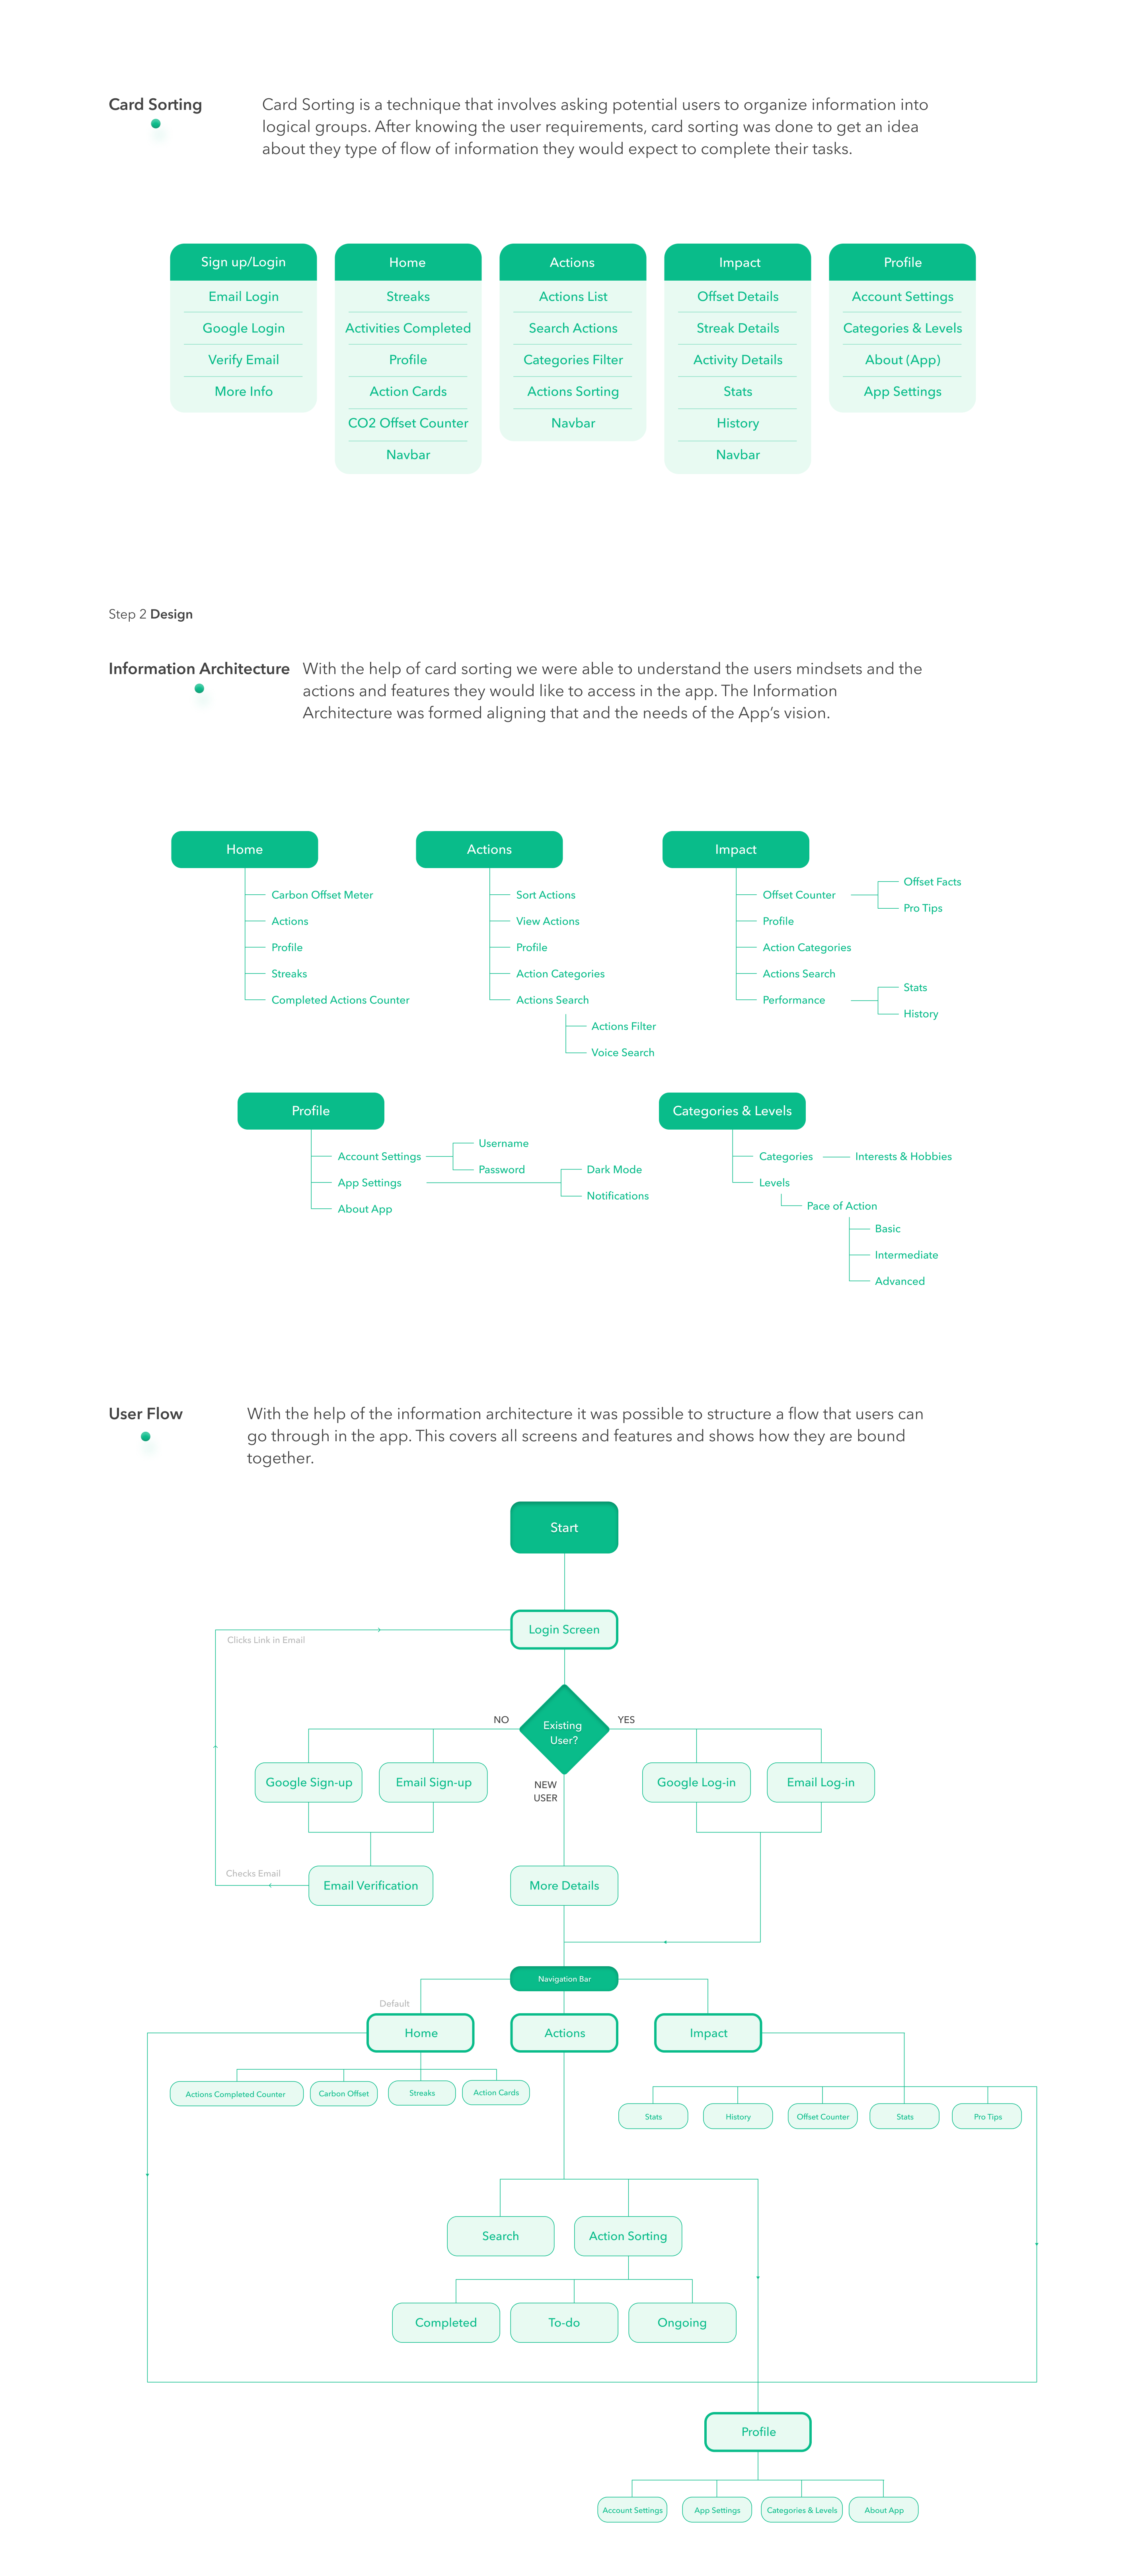 Card Sorting
Card Sorting is a technique that involves asking potential users to organize information into
logical groups. After knowing the user requirements, card sorting was done to get an idea
about they type of flow of information they would expect to complete their tasks.
Sign up/Login
Email Login
Google Login
Verify Email
More Info
Home
Streaks
Activities Completed
Profile
Action Cards
CO2 Offset Counter
Navbar
Actions
Actions List
Search Actions
Categories Filter
Actions Sorting
Navbar
Impact
Offset Details
Streak Details
Activity Details
Stats
History
Navbar
Profile
Account Settings
Categories & Levels
About (App)
App Settings
Step 2 Design
Information Architecture
With the help of card sorting we were able to understand the users mindsets and the
actions and features they would like to access in the app. The Information
Architecture was formed aligning that and the needs of the App's vision.
Home
Carbon Offset Meter
Actions
Profile
Streaks
Completed Actions Counter
Actions
Sort Actions
View Actions
Profile
Action Categories
Actions Search
Actions Filter
Voice Search
Impact
Offset Counter
Offset Facts
Pro Tips
Profile
Action Categories
Actions Search
Performance
Stats
History
Profile
Account Settings
Username
Password
App Settings
Dark Mode
Notifications
About App
Categories & Levels
Categories
Interests & Hobbies
Levels
Pace of Action
Basic
Intermediate
Advanced
User Flow
With the help of the information architecture it was possible to structure a flow that users can
go through in the app. This covers all screens and features and shows how they are bound
together.
Start
Login Screen
Clicks Link in Email
Existing
User?
NO
YES
Google Sign-up
Email Sign-up
NEW
USER
Google Log-in
Email Log-in
Checks Email
Email Verification
More Details
Navigation Bar
Default
Home
Actions
Impact
Actions Completed Counter
Carbon Offset
Streaks
Action Cards
Stats
History
Offset Counter
Stats
Pro Tips
Search
Action Sorting
Completed
To-do
Ongoing
Profile
Account Settings
App Settings
Categories & Levels
About App